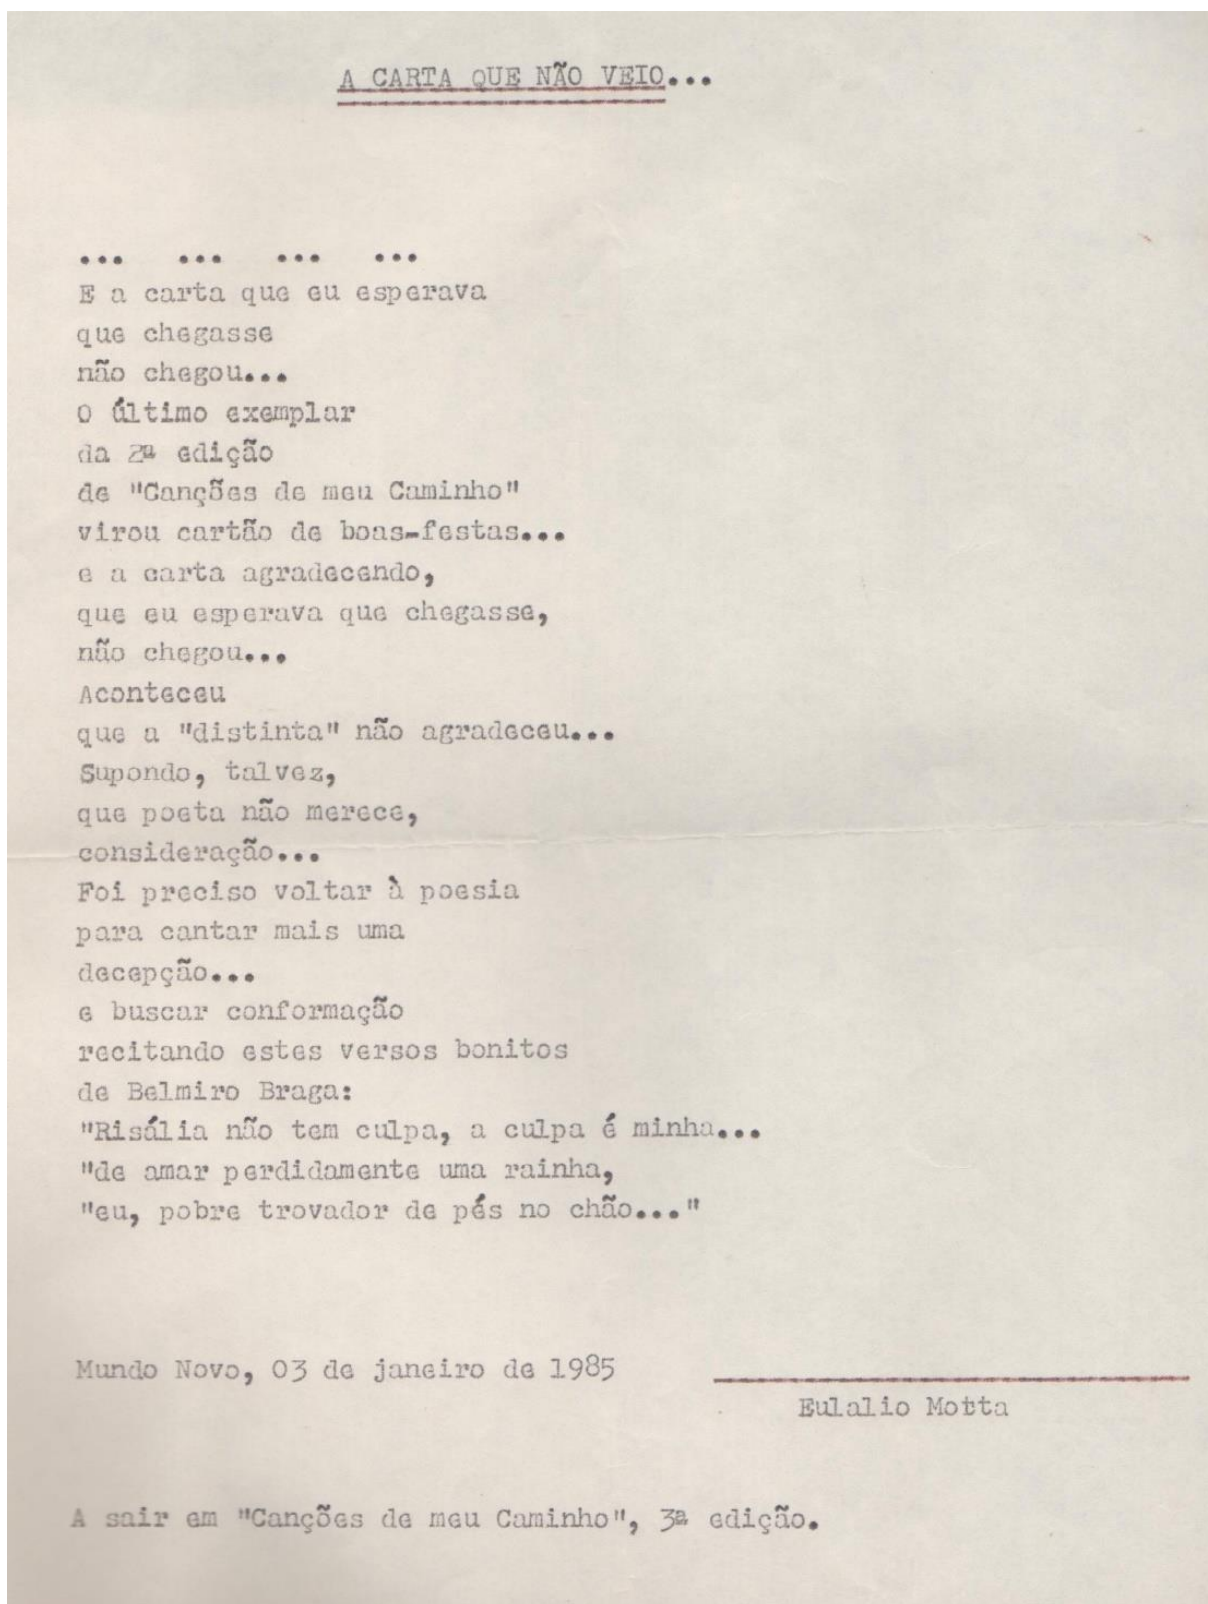 A CARTA QUE NÃO VEIO...
... ... ... ...
E a carta que eu esperava
que chegasse
não chegou...
O último exemplar
da 2ª edição
de "Canções de meu Caminho"
virou cartão de boas-festas...
e a carta agradecendo,
que eu esperava que chegasse,
não chegou...
Aconteceu
que a "distinta" não agradeceu...
Supondo, talvez,
que poeta não merece,
consideração...
Foi preciso voltar à poesia
para cantar mais uma
decepção...
e buscar conformação
recitando estes versos bonitos
de Belmiro Braga:
"Risália não tem culpa, a culpa é minha...
"de amar perdidamente uma rainha,
"eu, pobre trovador de pés no chão..."
Mundo Novo, 03 de janeiro de 1985
Eulalio Motta
A sair em "Canções de meu Caminho", 3ª edição.